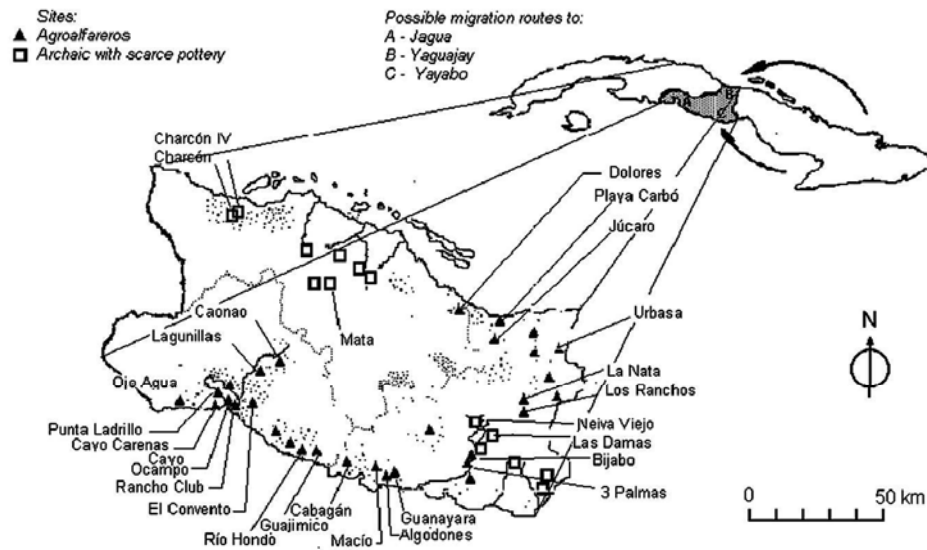 Sites:
Agroalfareros
Archaic with scarce pottery
Possible migration routes to:
A - Jagua
B - Yaguajay
C - Yayabo
A
B
C
Charcón IV
Charcón
Dolores
Playa Carbó
Júcaro
Caonao
Lagunillas
Mata
Urbasa
N
Ojo Agua
La Nata
Los Ranchos
Punta Ladrillo
Cayo Carenas
Cayo
Ocampo
Rancho Club
El Convento
Neiva Viejo
Las Damas
Bijabo
3 Palmas
Río Hondo
Guajimico
Cabagán
Macío
Guanayara
Algodones
0
50 km